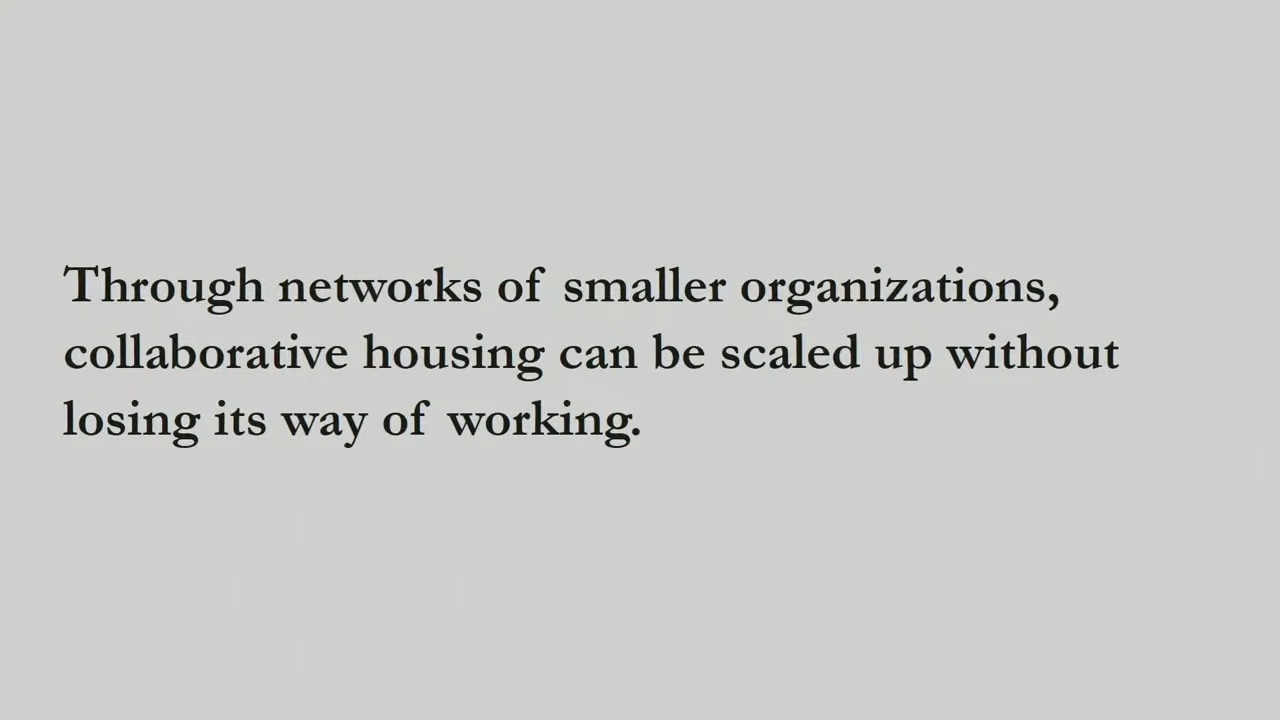 Through networks of smaller organizations,
collaborative housing can be scaled up without
losing its way of working.